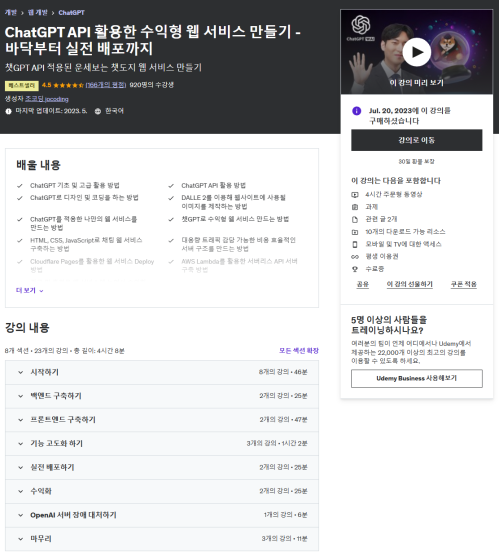 개발 > 웹 개발 > ChatGPT
ChatGPT API 활용한 수익형 웹 서비스 만들기 -
바닥부터 실전 배포까지
챗GPT API 적용된 운세보는 챗도지 웹 서비스 만들기
베스트셀러 4.5 (166개의 평점) 920명의 수강생
생성자 조코딩 jocoding
마지막 업데이트: 2023. 5. 한국어
ChatGPT
이 강의 미리 보기
Jul. 20, 2023에 이 강의를
구매하셨습니다
강의로 이동
30일 환불 보장
이 강의는 다음을 포함합니다
4시간 주문형 동영상
과제
관련 글 2개
10개의 다운로드 가능 리소스
모바일 및 TV에 대한 액세스
평생 이용권
수료증
공유 이 강의 선물하기 쿠폰 적용
5명 이상의 사람들을
트레이닝하시나요?
여러분의 팀이 언제 어디에서나 Udemy에서
제공하는 22,000개 이상의 최고의 강의를
이용할 수 있도록 하세요.
Udemy Business 사용해보기
배울 내용
ChatGPT 기초 및 고급 활용 방법
ChatGPT API 활용 방법
ChatGPT로 디자인 및 코딩을 하는 방법
DALLE 2를 이용해 웹사이트에 사용될
이미지를 제작하는 방법
ChatGPT를 적용한 나만의 웹 서비스를
만드는 방법
챗GPT로 수익형 웹 서비스 만드는 방법
HTML, CSS, JavaScript로 채팅 웹 서비스
구축하는 방법
대용량 트래픽 감당 가능한 비용 효율적인
서버 구조를 만드는 방법
Cloudflare Pages를 활용한 웹 서비스 Deploy
방법
AWS Lambda를 활용한 서버리스 API 서버
구축 방법
더 보기
강의 내용
8개 섹션 • 23개의 강의 • 총 길이: 4시간 8분
모든 섹션 확장
시작하기 8개의 강의 • 46분
백엔드 구축하기 2개의 강의 • 25분
프론트엔드 구축하기 2개의 강의 • 47분
기능 고도화 하기 3개의 강의 • 1시간 2분
실전 배포하기 2개의 강의 • 25분
수익화 2개의 강의 • 25분
OpenAI 서버 장애 대처하기 1개의 강의 • 6분
마무리 3개의 강의 • 11분